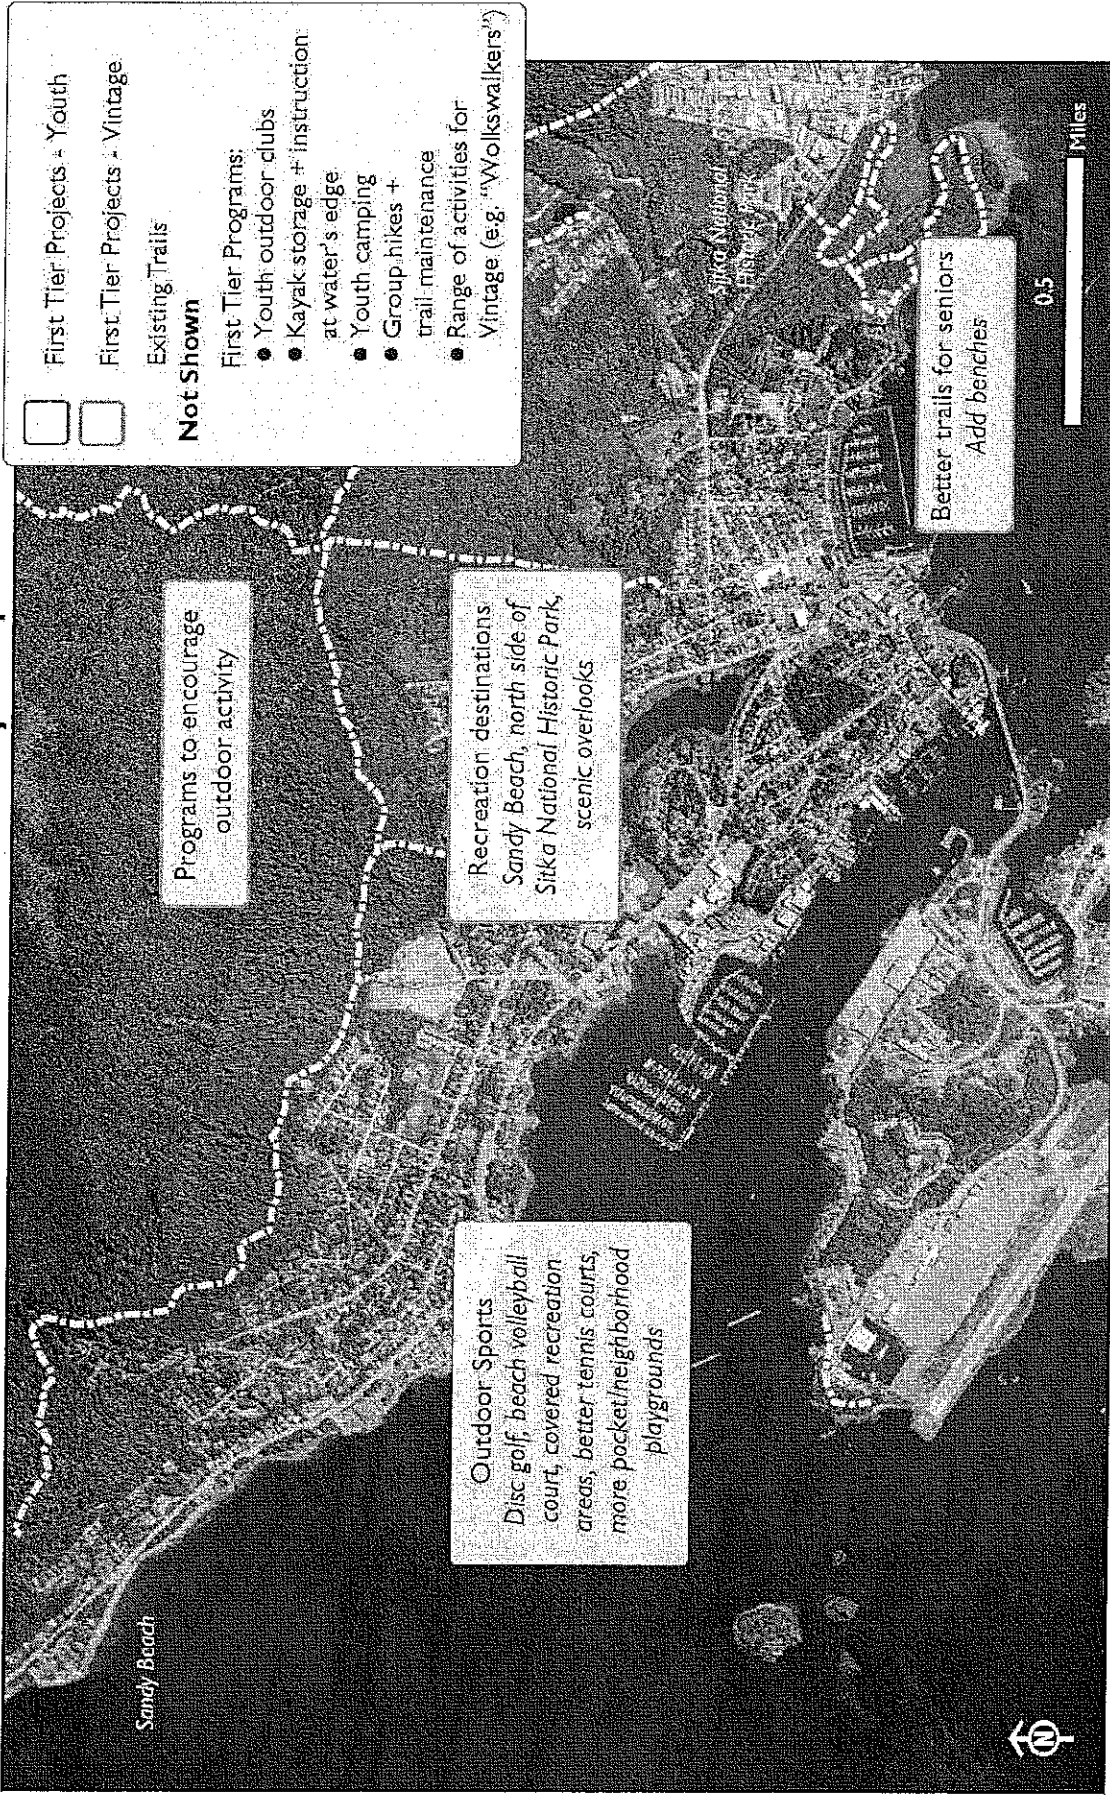 First Tier Projects - Youth
First Tier Projects - Vintage
Existing Trails
Not Shown
First Tier Programs:
● Youth outdoor clubs
● Kayak storage + instruction
at water's edge
● Youth camping
● Group hikes +
trail maintenance
● Range of activities for
Vintage (e.g. "Wolkswalkers")
Programs to encourage
outdoor activity
Sandy Beach
Recreation destinations
Sandy Beach, north side of
Sitka National Historic Park,
scenic overlooks
Outdoor Sports
Disc golf, beach volleyball
court, covered recreation
areas, better tennis courts,
more pocket/neighborhood
playgrounds
Sitka National
Historic Park
Better trails for seniors
Add benches
0.5
Miles
N